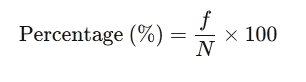 Percentage (%) = f/N × 100